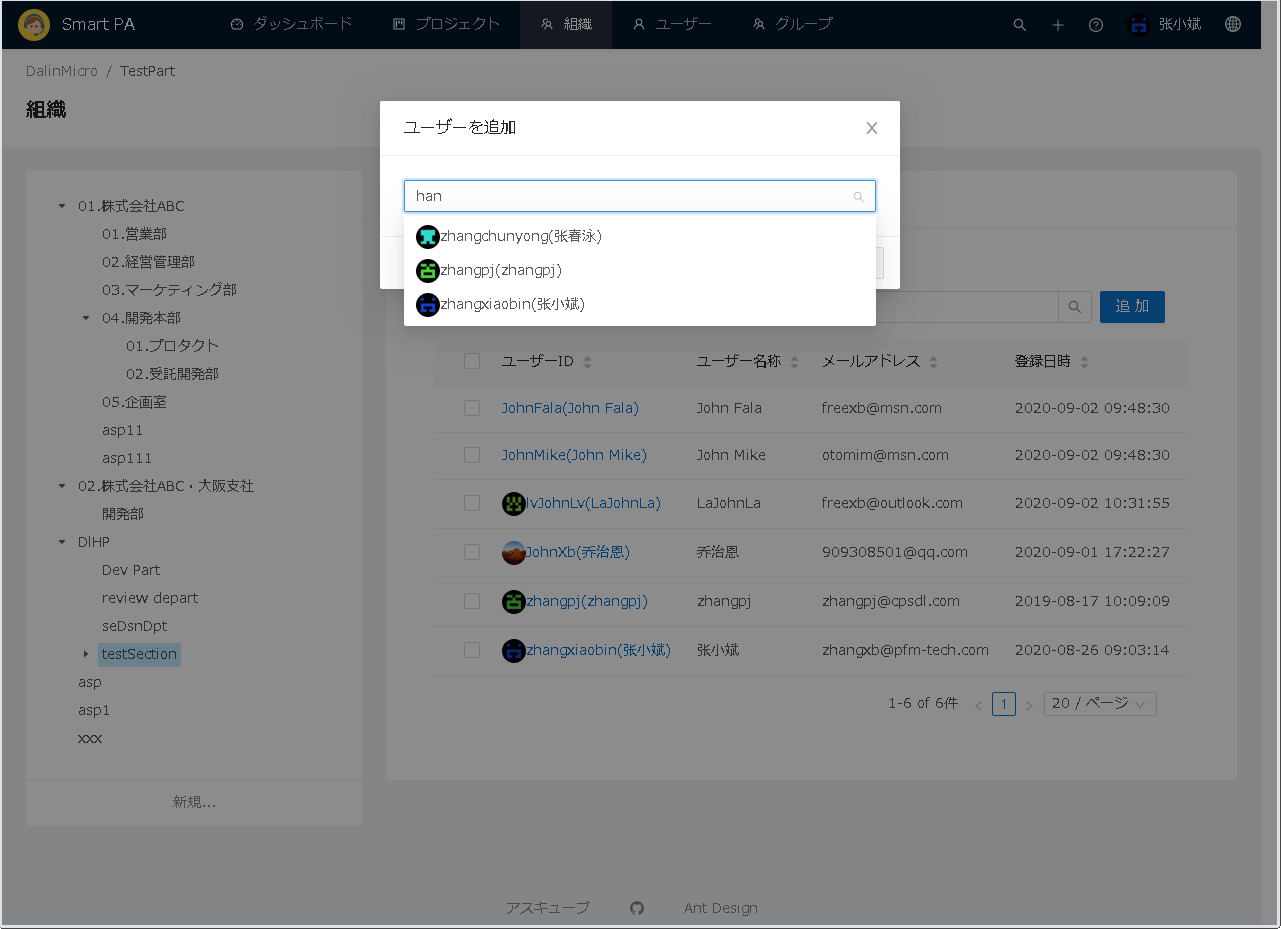 Smart PA ダッシュボード プロジェクト 組織 ユーザー グループ 张小斌
DalinMicro / TestPart
組織
ユーザーを追加
han
zhangchunyong(张春泳)
zhangpj(zhangpj)
zhangxiaobin(张小斌)
01.株式会社ABC
01.営業部
02.経営管理部
03.マーケティング部
04.開発本部
01.プロタクト
02.受託開発部
05.企画室
asp11
asp111
02.株式会社ABC・大阪支社
開発部
DlHP
Dev Part
review depart
seDsnDpt
testSection
asp
asp1
xxx
新規...
追 加
ユーザーID ユーザー名称 メールアドレス 登録日時
JohnFala(John Fala) John Fala freexb@msn.com 2020-09-02 09:48:30
JohnMike(John Mike) John Mike otomim@msn.com 2020-09-02 09:48:30
lvJohnLv(LaJohnLa) LaJohnLa freexb@outlook.com 2020-09-02 10:31:55
JohnXb(乔治恩) 乔治恩 909308501@qq.com 2020-09-01 17:22:27
zhangpj(zhangpj) zhangpj zhangpj@cpsdl.com 2019-08-17 10:09:09
zhangxiaobin(张小斌) 张小斌 zhangxb@pfm-tech.com 2020-08-26 09:03:14
1-6 of 6件 < 1 > 20 / ページ
アスキューブ Ant Design